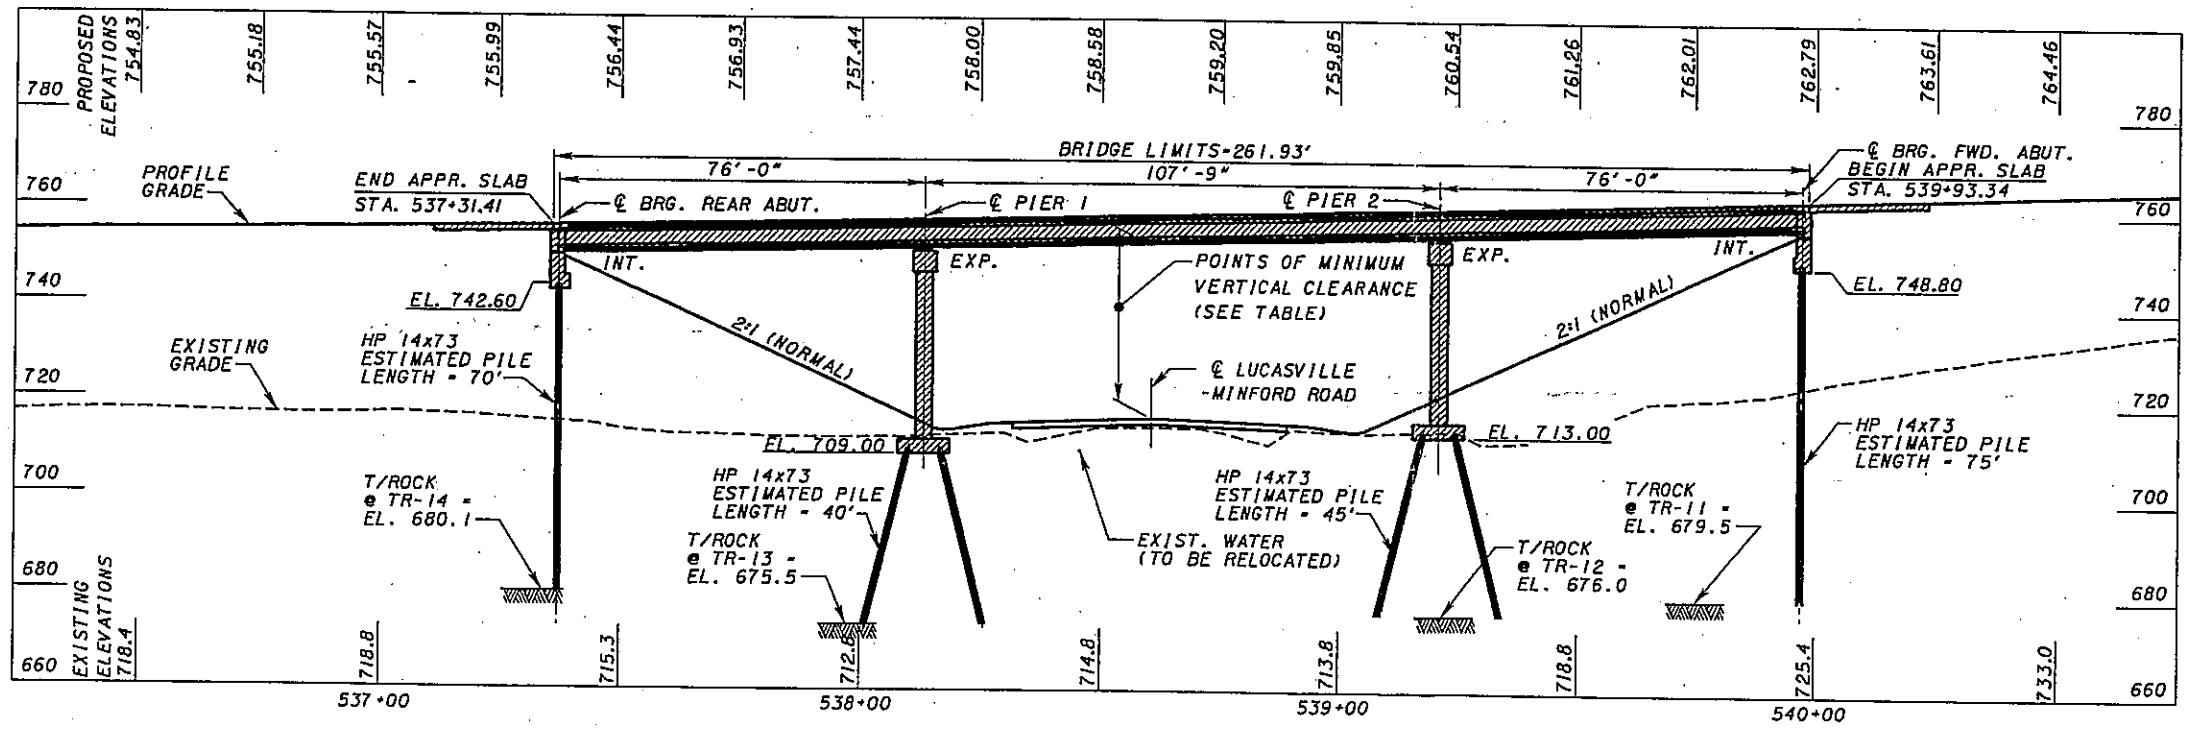 PROPOSED
ELEVATIONS
754.83
755.18
755.57
755.99
756.44
756.93
757.44
758.00
758.58
759.20
759.85
760.54
761.26
762.01
762.79
763.61
764.46
780
780
BRIDGE LIMITS=261.93'
76'-0"
107'-9"
76'-0"
℄ BRG. FWD. ABUT.
BEGIN APPR. SLAB
STA. 539+93.34
PROFILE
GRADE
END APPR. SLAB
STA. 537+31.41
℄ BRG. REAR ABUT.
℄ PIER 1
℄ PIER 2
760
760
INT.
EXP.
EXP.
INT.
POINTS OF MINIMUM
VERTICAL CLEARANCE
(SEE TABLE)
740
740
EL. 742.60
EL. 748.80
2:1 (NORMAL)
2:1 (NORMAL)
EXISTING
GRADE
HP 14x73
ESTIMATED PILE
LENGTH = 70'
℄ LUCASVILLE
-MINFORD ROAD
720
720
EL. 709.00
EL. 713.00
HP 14x73
ESTIMATED PILE
LENGTH = 75'
700
700
T/ROCK
@ TR-14 =
EL. 680.1
HP 14x73
ESTIMATED PILE
LENGTH = 40'
HP 14x73
ESTIMATED PILE
LENGTH = 45'
T/ROCK
@ TR-11 =
EL. 679.5
T/ROCK
@ TR-13 =
EL. 675.5
EXIST. WATER
(TO BE RELOCATED)
T/ROCK
@ TR-12 =
EL. 676.0
680
680
660
660
EXISTING
ELEVATIONS
718.4
718.8
715.3
712.8
714.8
713.8
718.8
725.4
733.0
537+00
538+00
539+00
540+00